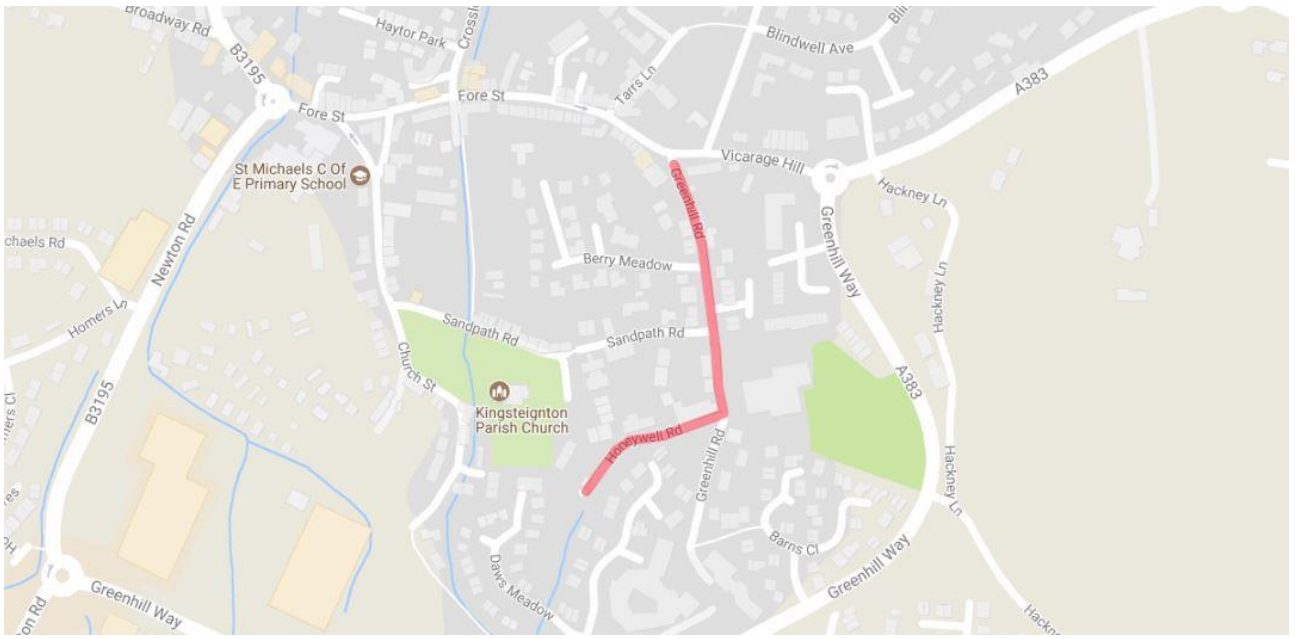 Broadway Rd
B3195
Haytor Park
Blindwell Ave
Tarrs Ln
A383
Fore St
Fore St
Vicarage Hill
St Michaels C Of
E Primary School
Hackney Ln
Greenhill Rd
Newton Rd
Berry Meadow
Greenhill Way
Hackney Ln
Homers Ln
Sandpath Rd
Sandpath Rd
Church St
A383
B3195
Kingsteignton
Parish Church
Honeywell Rd
Greenhill Rd
Hackney Ln
Barns Cl
Daws Meadow
Greenhill Way
Greenhill Way